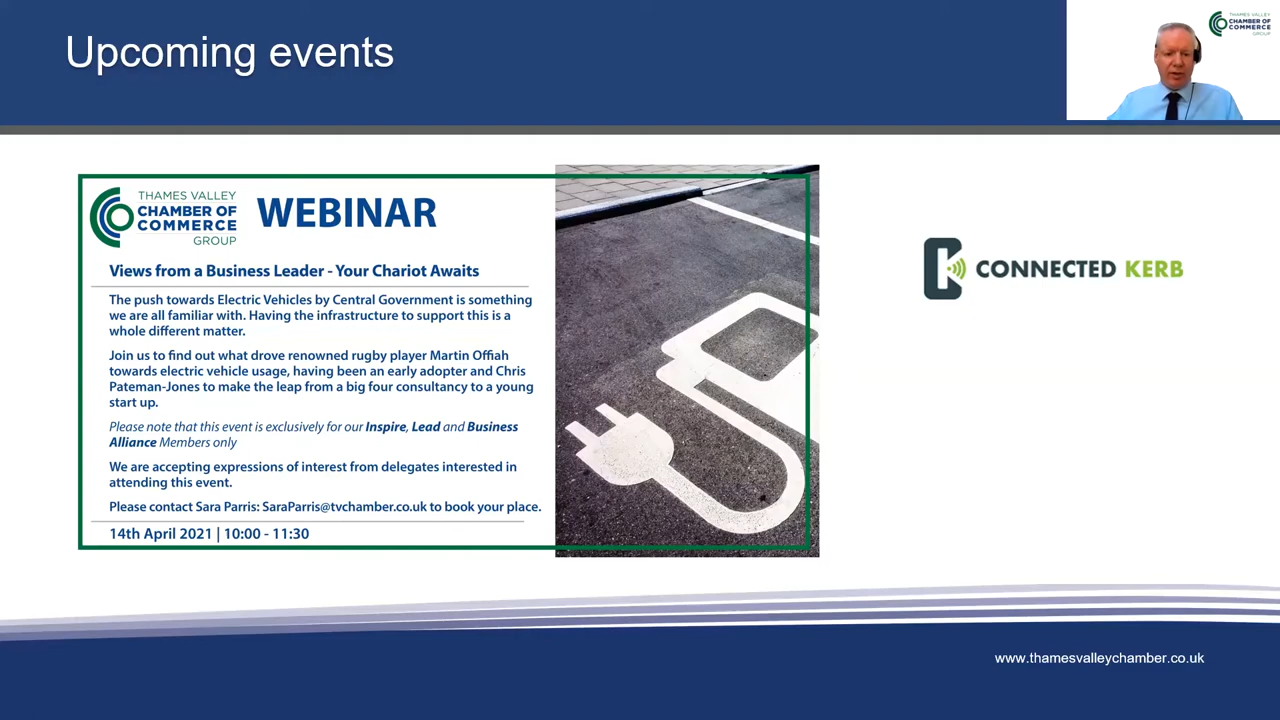 Upcoming events
THAMES VALLEY
CHAMBER OF
COMMERCE
GROUP
THAMES VALLEY
CHAMBER OF
COMMERCE
GROUP
WEBINAR
Views from a Business Leader - Your Chariot Awaits
The push towards Electric Vehicles by Central Government is something
we are all familiar with. Having the infrastructure to support this is a
whole different matter.
Join us to find out what drove renowned rugby player Martin Offiah
towards electric vehicle usage, having been an early adopter and Chris
Pateman-Jones to make the leap from a big four consultancy to a young
start up.
Please note that this event is exclusively for our Inspire, Lead and Business
Alliance Members only
We are accepting expressions of interest from delegates interested in
attending this event.
Please contact Sara Parris: SaraParris@tvchamber.co.uk to book your place.
14th April 2021 | 10:00 - 11:30
CONNECTED KERB
www.thamesvalleychamber.co.uk